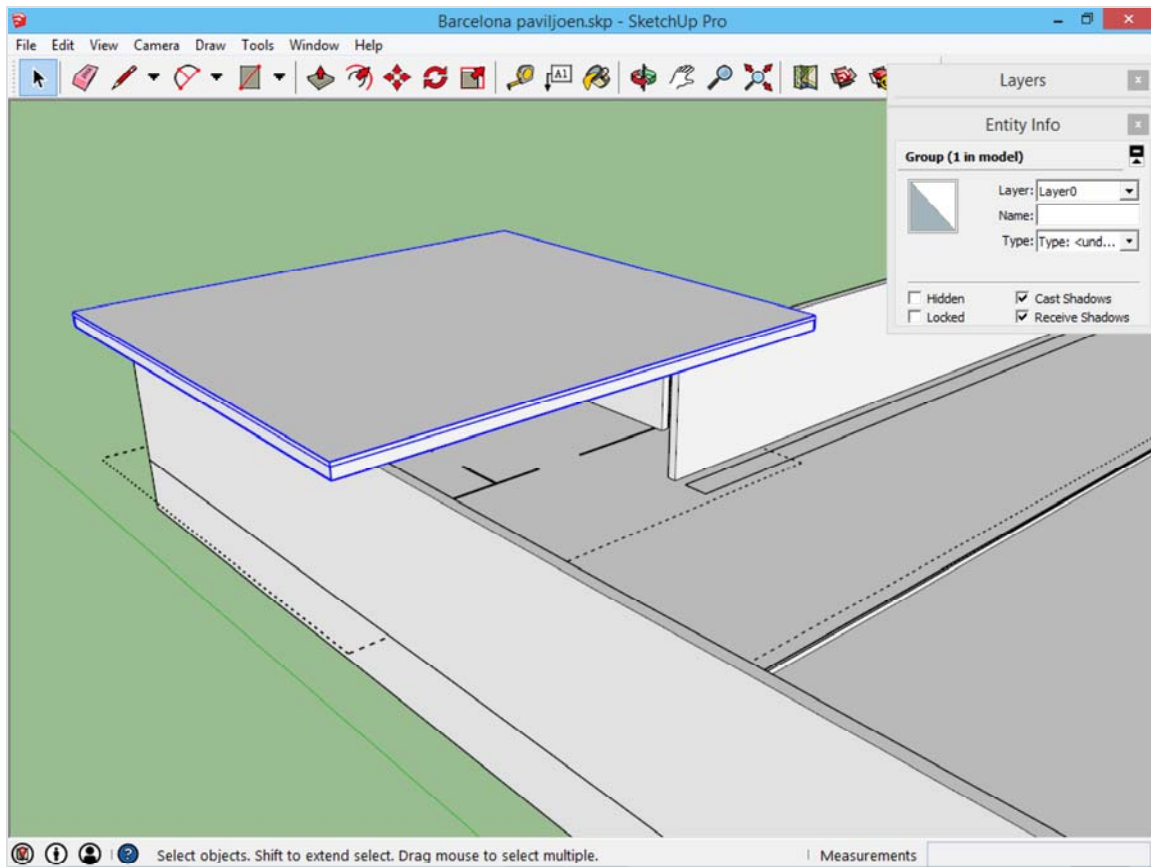 Barcelona paviljoen.skp - SketchUp Pro
File Edit View Camera Draw Tools Window Help
A1
Layers
Entity Info
Group (1 in model)
Layer: Layer0
Name:
Type: Type: <und...
Hidden Cast Shadows
Locked Receive Shadows
Select objects. Shift to extend select. Drag mouse to select multiple. Measurements